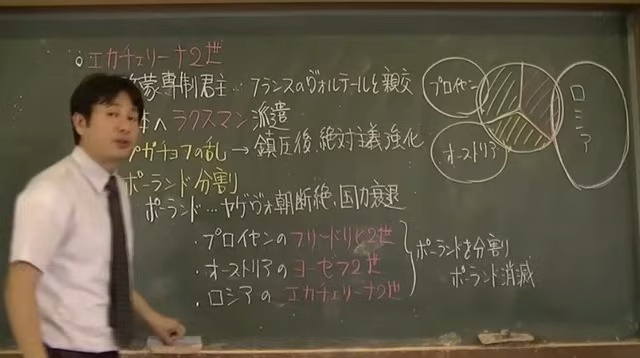 エカチェリーナ2世
蒙専制君主…フランスのヴォルテールと親交
へラクスマン派遣
プガチョフの乱→鎮圧後、絶対主義強化
ポーランド分割
ポーランド…ヤゲウォ朝断絶、国力衰退
・プロイセンのフリードリヒ2世
・オーストリアのヨーゼフ2世
・ロシアのエカチェリーナ2世
ポーランドを分割
ポーランド消滅
プロイセン
オーストリア
ロシア